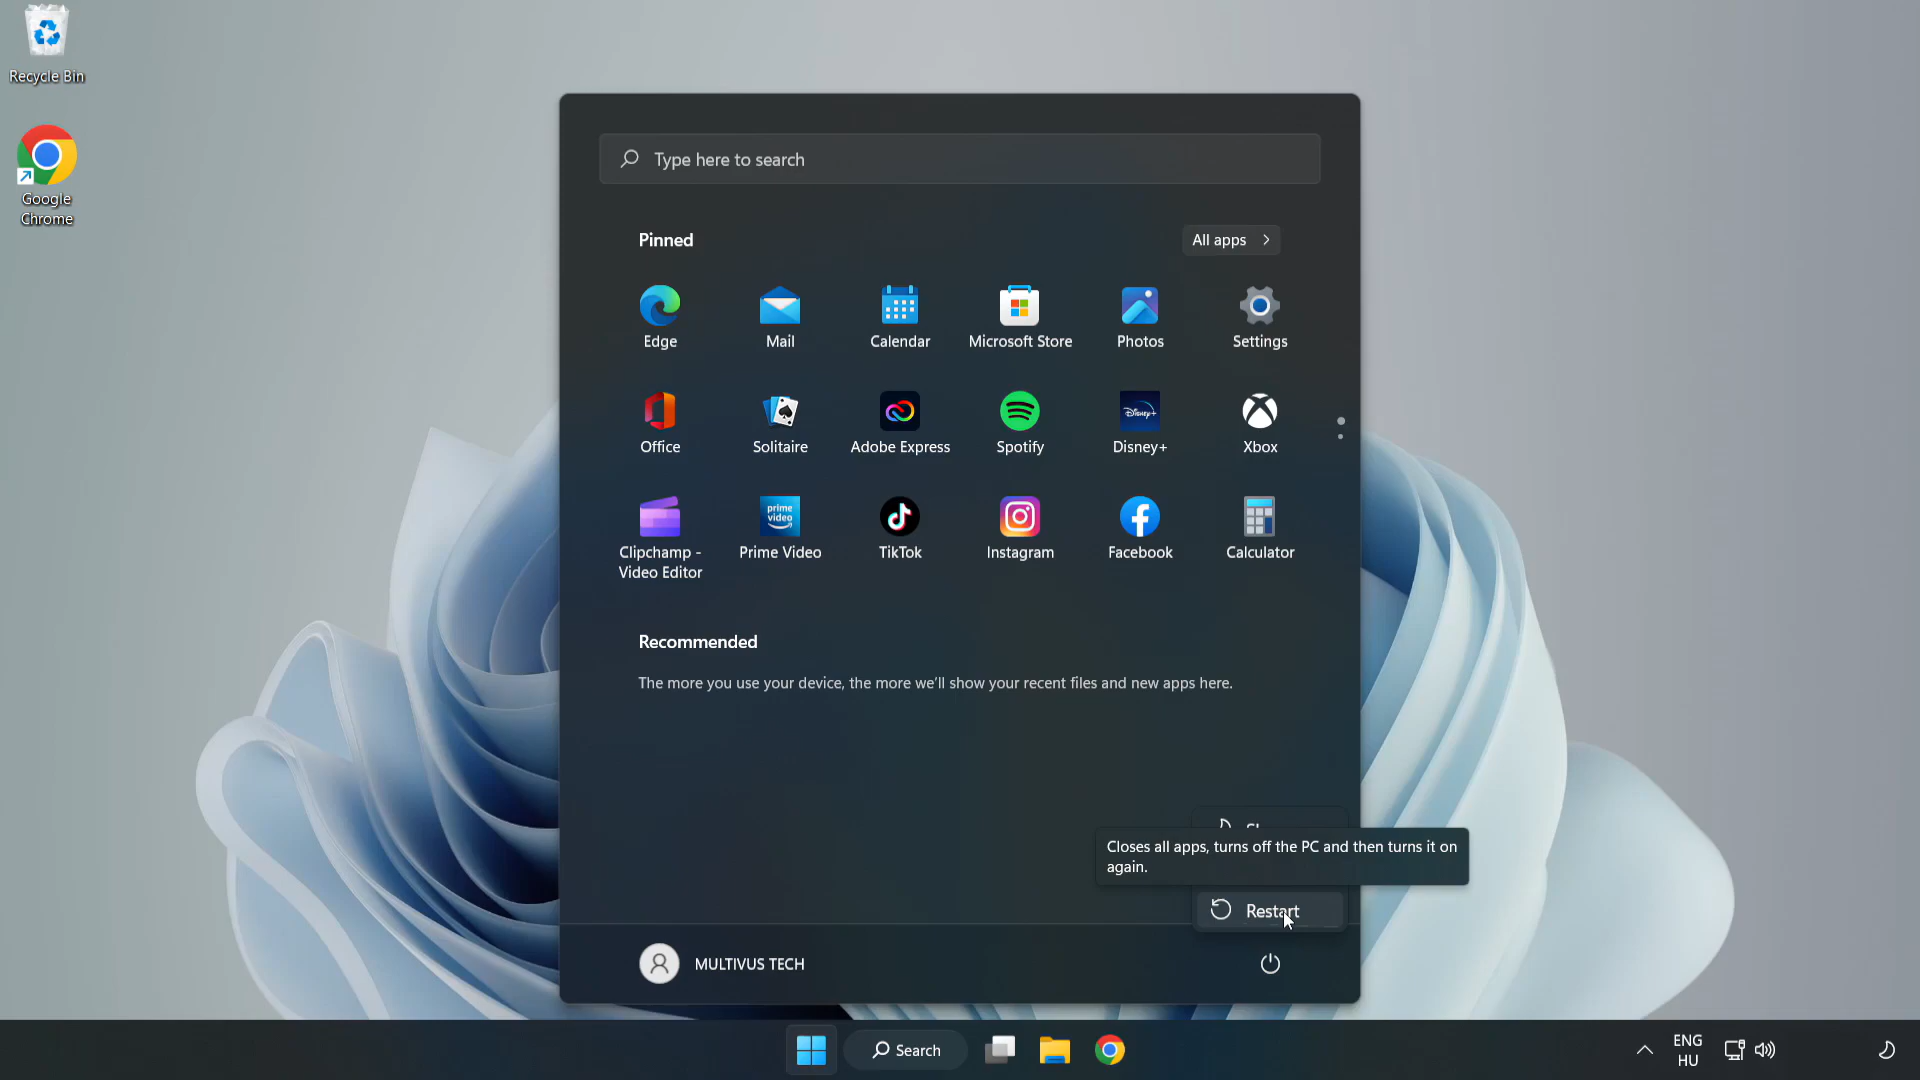 Recycle Bin
Google
Chrome
Type here to search
Pinned
All apps
Edge
Mail
Calendar
Microsoft Store
Photos
Settings
Office
Solitaire
Adobe Express
Spotify
Disney+
Disney+
Xbox
prime
video
Clipchamp -
Video Editor
Prime Video
TikTok
Instagram
Facebook
Calculator
Recommended
The more you use your device, the more we'll show your recent files and new apps here.
Closes all apps, turns off the PC and then turns it on
again.
Restart
MULTIVUS TECH
Search
ENG
HU